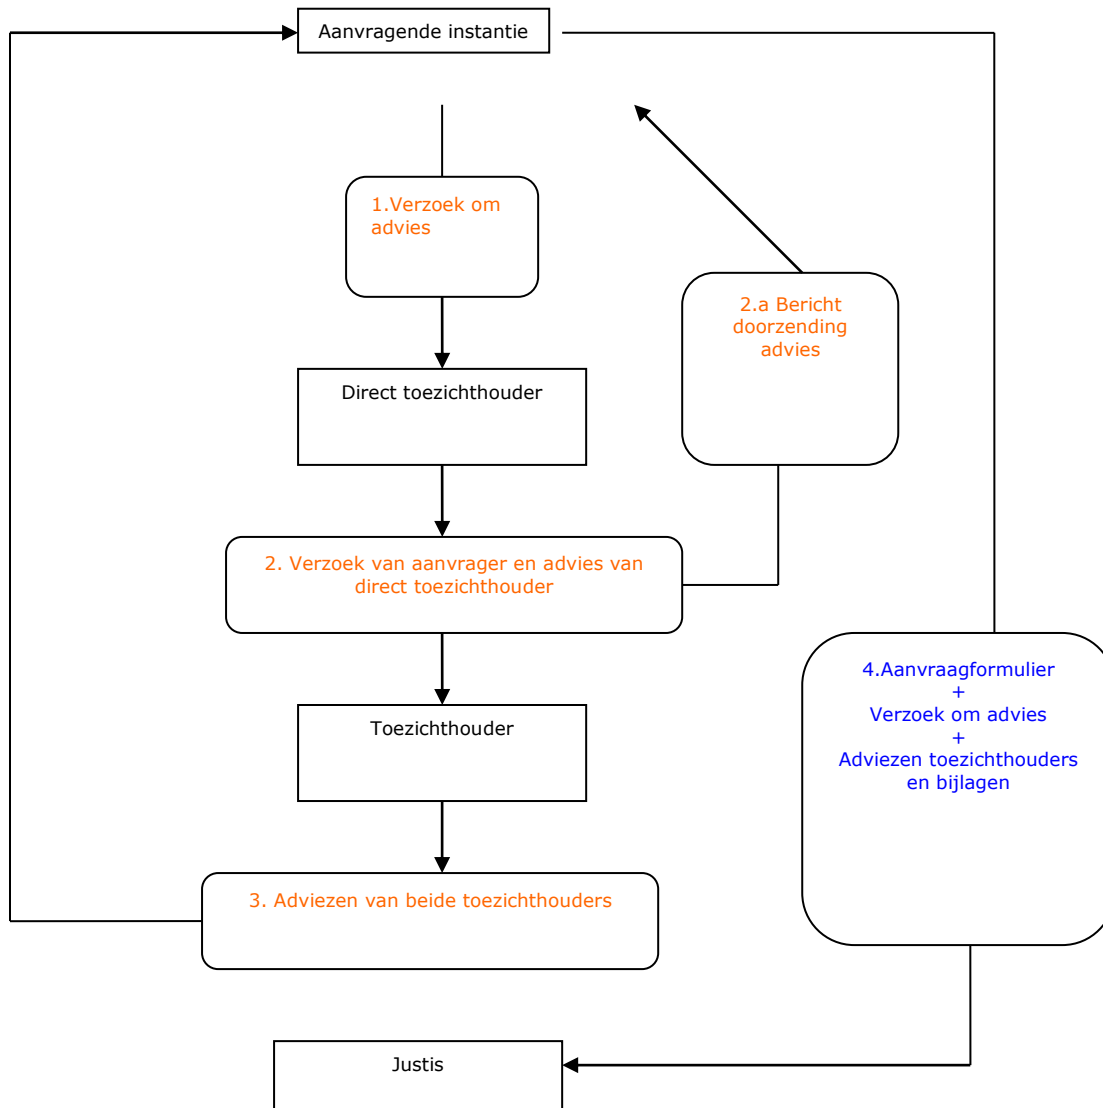 Aanvragende instantie
1.Verzoek om
advies
2.a Bericht
doorzending
advies
Direct toezichthouder
2. Verzoek van aanvrager en advies van
direct toezichthouder
4.Aanvraagformulier
+
Verzoek om advies
+
Adviezen toezichthouders
en bijlagen
Toezichthouder
3. Adviezen van beide toezichthouders
Justis